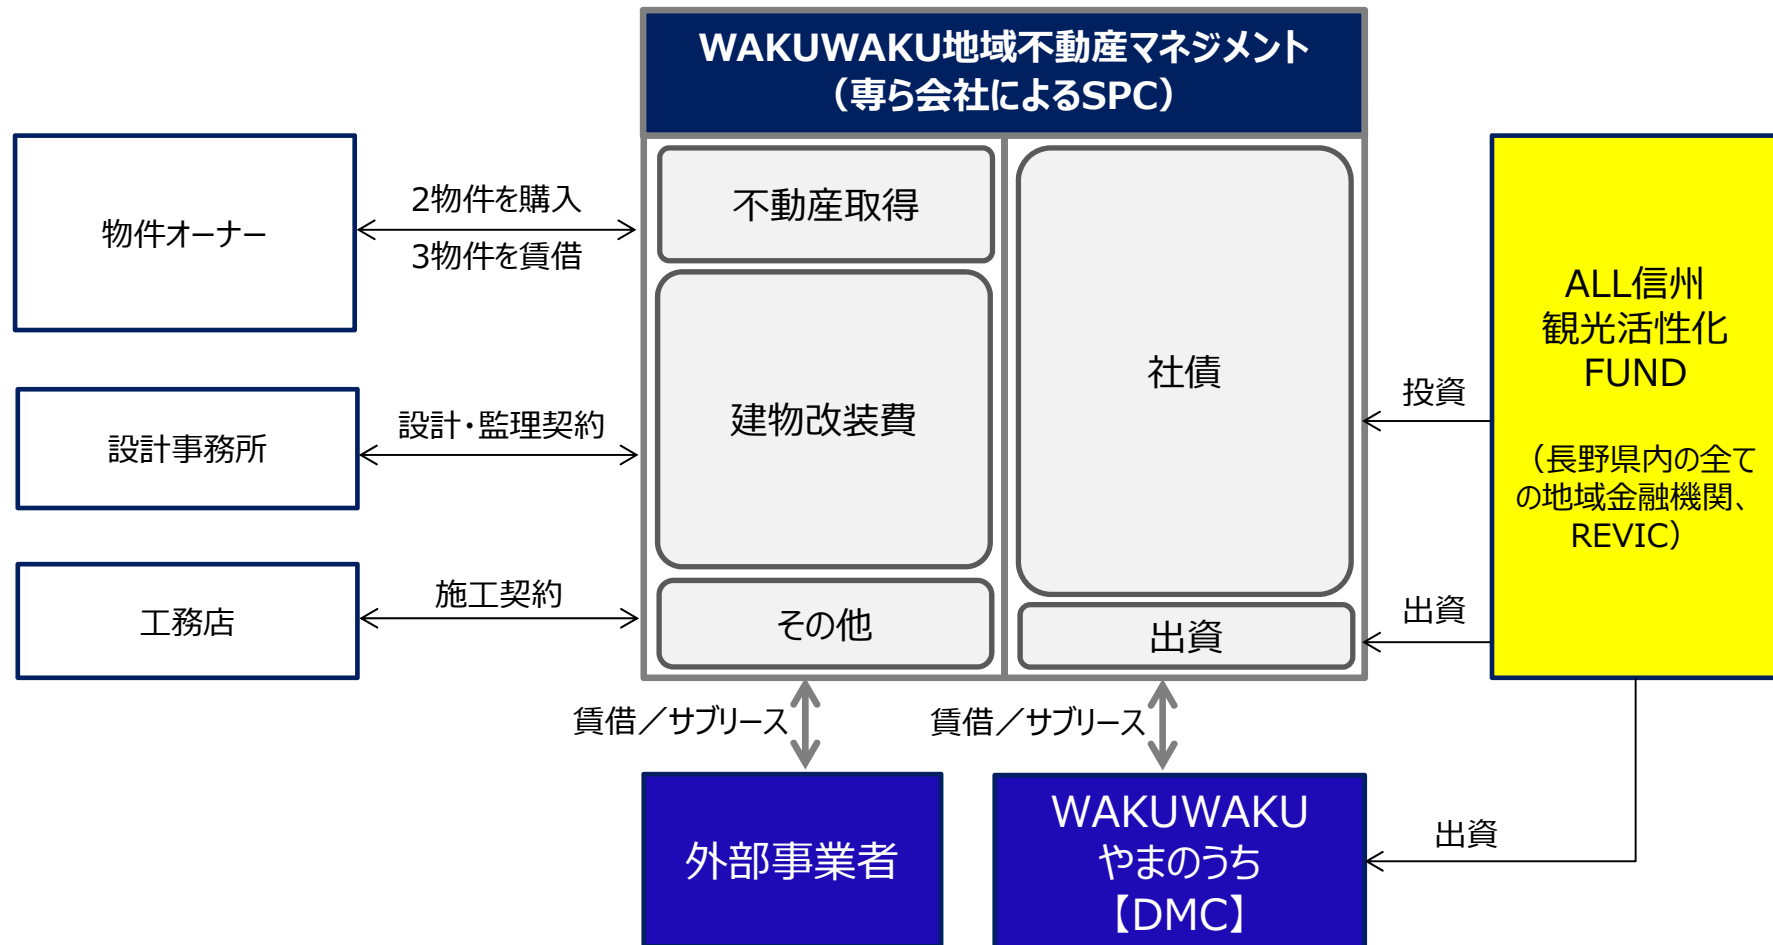 WAKUWAKU地域不動産マネジメント
（専ら会社によるSPC）
物件オーナー
2物件を購入
3物件を賃借
不動産取得
設計事務所
設計・監理契約
建物改装費
工務店
施工契約
その他
社債
出資
投資
出資
ALL信州
観光活性化
FUND
（長野県内の全て
の地域金融機関、
REVIC）
賃借／サブリース
賃借／サブリース
外部事業者
WAKUWAKU
やまのうち
【DMC】
出資